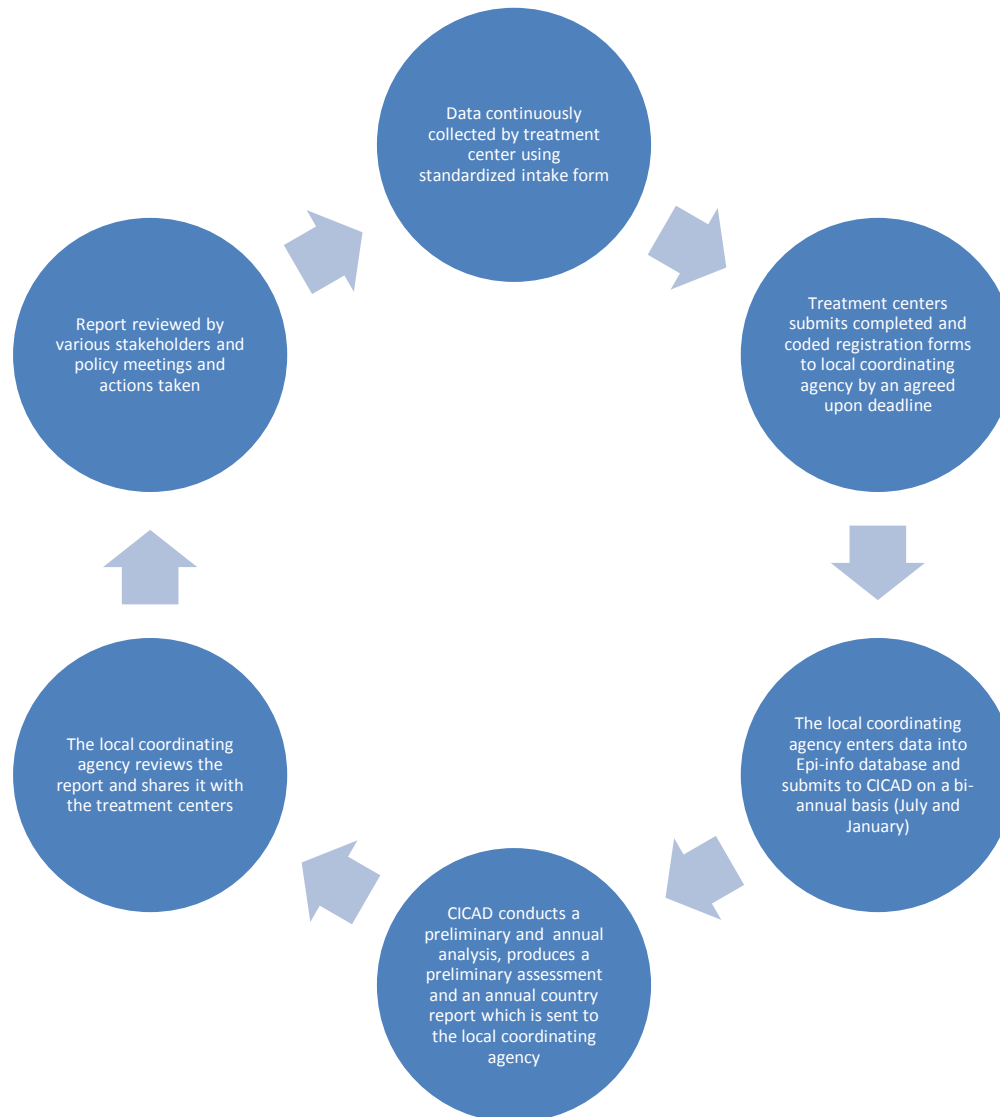 Data continuously
collected by treatment
center using
standardized intake form
Treatment centers
submits completed and
coded registration forms
to local coordinating
agency by an agreed
upon deadline
The local coordinating
agency enters data into
Epi-info database and
submits to CICAD on a bi-
annual basis (July and
January)
CICAD conducts a
preliminary and annual
analysis, produces a
preliminary assessment
and an annual country
report which is sent to
the local coordinating
agency
The local coordinating
agency reviews the
report and shares it with
the treatment centers
Report reviewed by
various stakeholders and
policy meetings and
actions taken